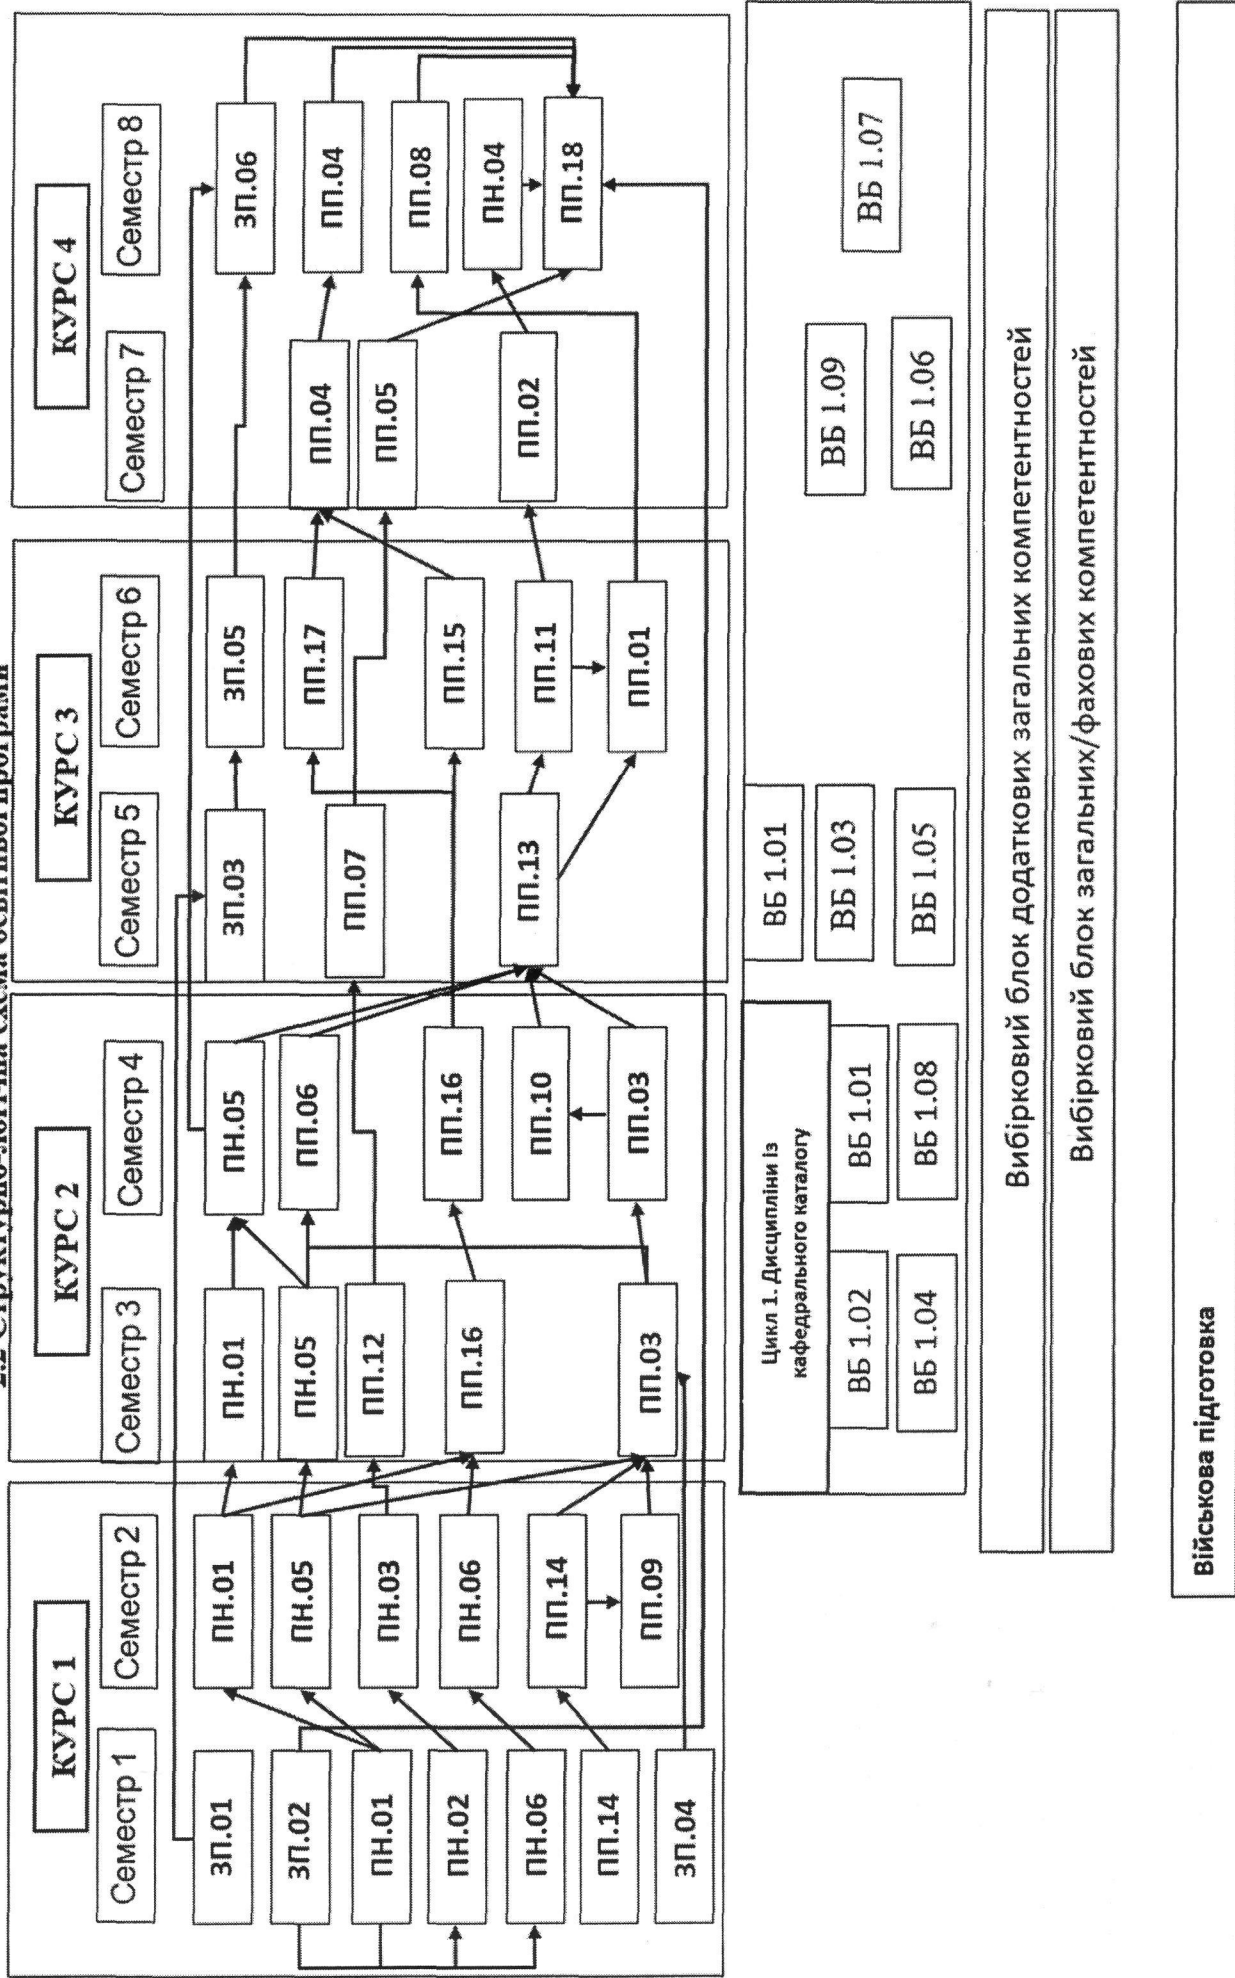 2.2 Структурно-логічна схема освітньої програми
КУРС 1
Семестр 1
Семестр 2
ЗП.01
ЗП.02
ПН.01
ПН.02
ПН.06
ПП.14
ЗП.04
ПН.01
ПН.05
ПН.03
ПН.06
ПП.14
ПП.09
КУРС 2
Семестр 3
Семестр 4
ПН.01
ПН.05
ПП.12
ПП.16
ПП.03
ПН.05
ПП.06
ПП.16
ПП.10
ПП.03
КУРС 3
Семестр 5
Семестр 6
ЗП.03
ПП.07
ПП.13
ЗП.05
ПП.17
ПП.15
ПП.11
ПП.01
КУРС 4
Семестр 7
Семестр 8
ПП.04
ПП.05
ПП.02
ЗП.06
ПП.04
ПП.08
ПН.04
ПП.18
Цикл 1. Дисципліни із
кафедрального каталогу
ВБ 1.02
ВБ 1.04
ВБ 1.01
ВБ 1.08
ВБ 1.01
ВБ 1.03
ВБ 1.05
ВБ 1.09
ВБ 1.06
ВБ 1.07
Вибірковий блок додаткових загальних компетентностей
Вибірковий блок загальних/фахових компетентностей
Військова підготовка